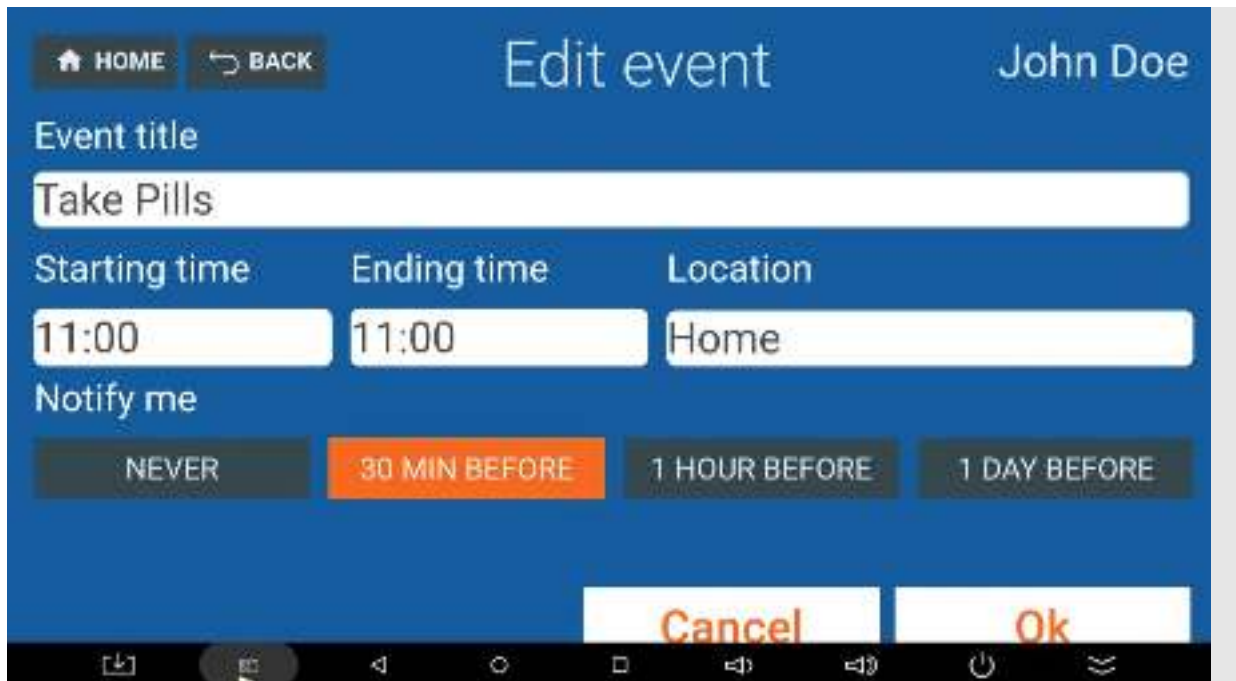 HOME BACK Edit event John Doe
Event title
Take Pills
Starting time Ending time Location
11:00 11:00 Home
Notify me
NEVER 30 MIN BEFORE 1 HOUR BEFORE 1 DAY BEFORE
Cancel Ok